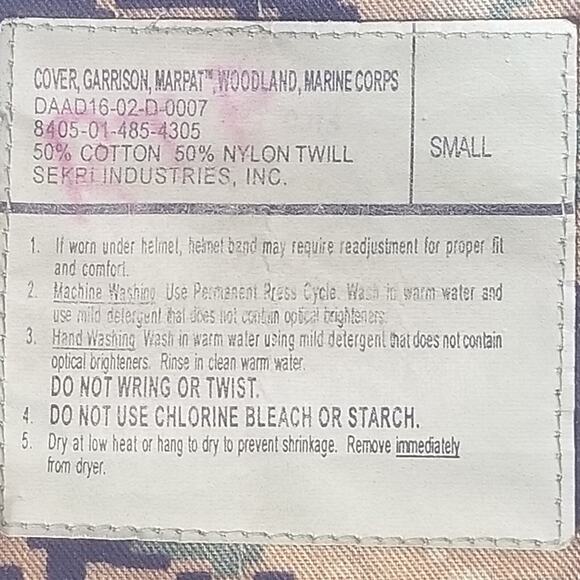 COVER, GARRISON, MARPAT™, WOODLAND, MARINE CORPS
DAAD16-02-D-0007
8405-01-485-4305
50% COTTON 50% NYLON TWILL
SEKRI INDUSTRIES, INC.
SMALL
1. If worn under helmet, helmet band may require readjustment for proper fit
and comfort.
2. Machine Washing. Use Permanent Press Cycle. Wash in warm water and
use mild detergent that does not contain optical brighteners.
3. Hand Washing. Wash in warm water using mild detergent that does not contain
optical brighteners. Rinse in clean warm water.
DO NOT WRING OR TWIST.
4. DO NOT USE CHLORINE BLEACH OR STARCH.
5. Dry at low heat or hang to dry to prevent shrinkage. Remove immediately
from dryer.